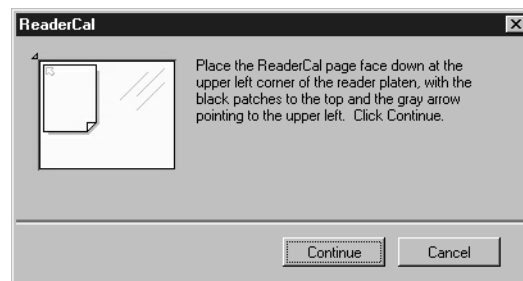 ReaderCal
Place the ReaderCal page face down at the
upper left corner of the reader platen, with the
black patches to the top and the gray arrow
pointing to the upper left.  Click Continue.
Continue
Cancel